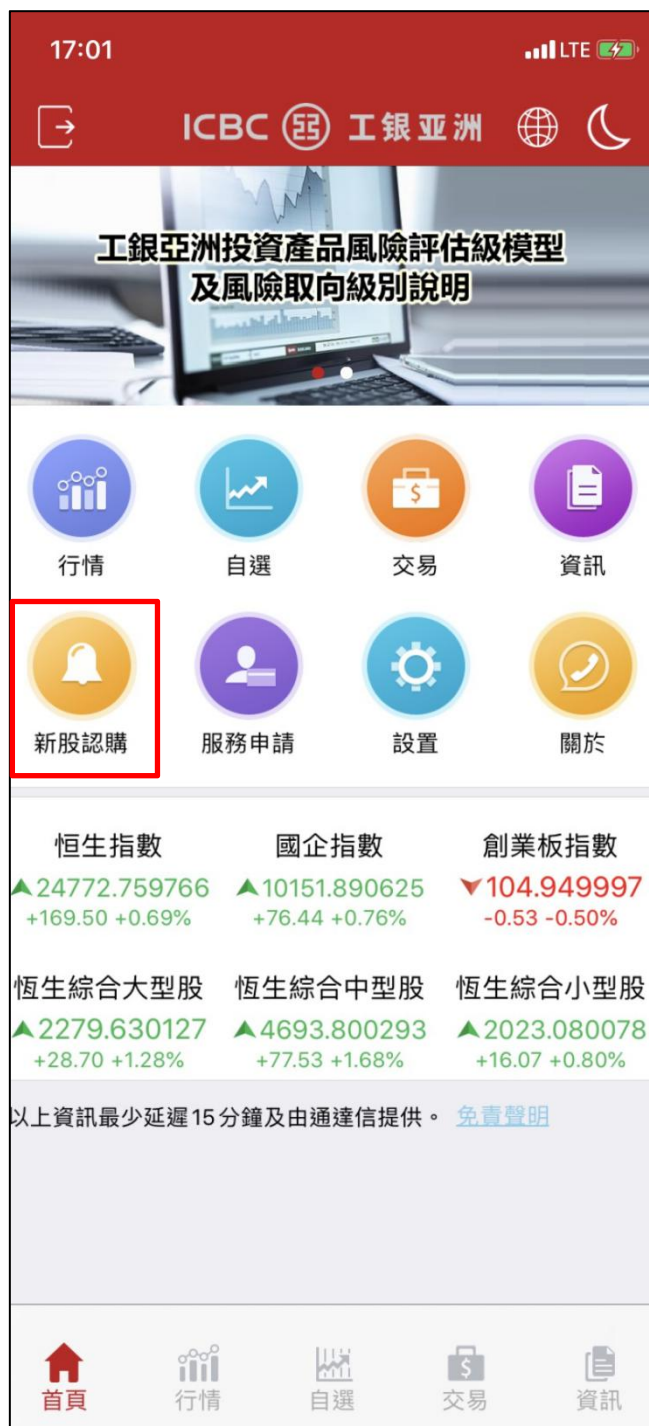 17:01 LTE
ICBC 工银亚洲
工銀亞洲投資產品風險評估級模型
及風險取向級別說明
行情 自選 交易 資訊
新股認購 服務申請 設置 關於
恒生指數 國企指數 創業板指數
24772.759766 10151.890625 104.949997
+169.50 +0.69% +76.44 +0.76% -0.53 -0.50%
恆生綜合大型股 恆生綜合中型股 恆生綜合小型股
2279.630127 4693.800293 2023.080078
+28.70 +1.28% +77.53 +1.68% +16.07 +0.80%
以上資訊最少延遲15分鐘及由通達信提供。 免責聲明
首頁 行情 自選 交易 資訊